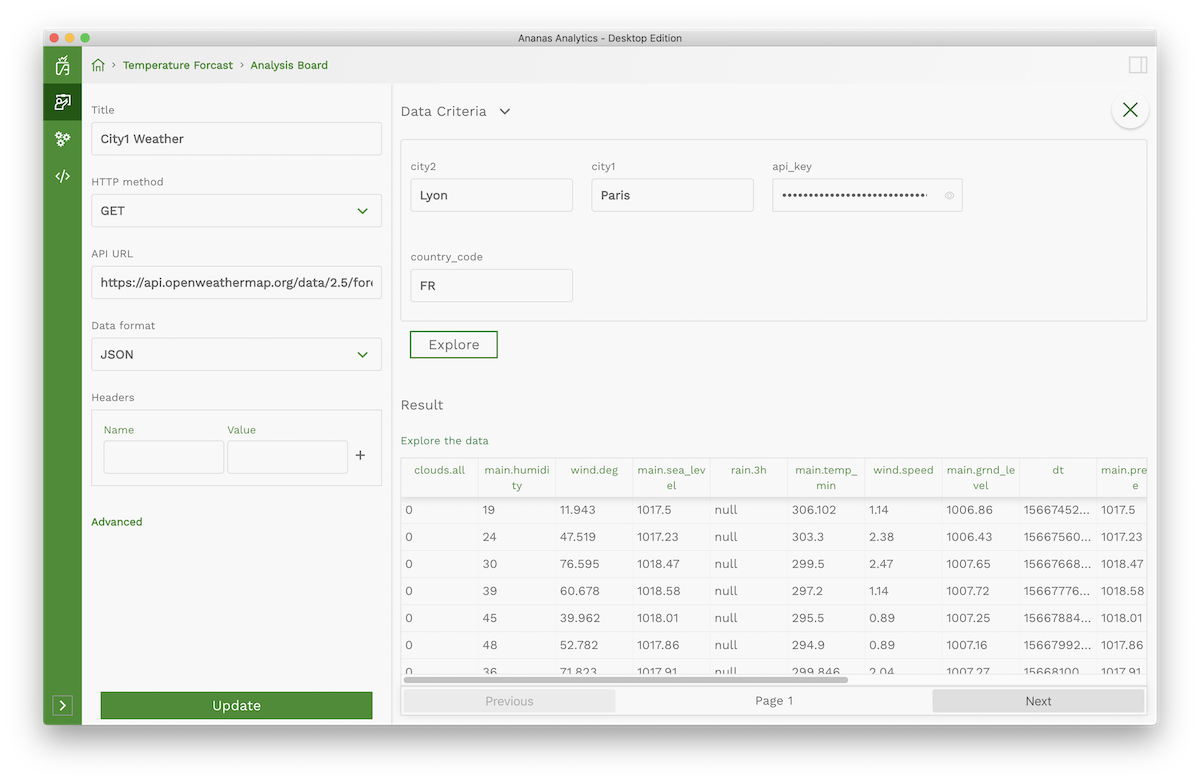 Ananas Analytics - Desktop Edition
Temperature Forcast > Analysis Board
Title
City1 Weather
HTTP method
GET
API URL
https://api.openweathermap.org/data/2.5/fore
Data format
JSON
Headers
Name Value
+
Advanced
Update
Data Criteria
city2 city1 api_key
Lyon Paris ••••••••••••••••••••••••••••
country_code
FR
Explore
Result
Explore the data
clouds.all main.humidi wind.deg main.sea_lev rain.3h main.temp_ wind.speed main.grnd_le dt main.pre
ty el min vel e
0 19 11.943 1017.5 null 306.102 1.14 1006.86 15667452... 1017.5
0 24 47.519 1017.23 null 303.3 2.38 1006.43 15667560... 1017.23
0 30 76.595 1018.47 null 299.5 2.47 1007.65 15667668... 1018.47
0 39 60.678 1018.58 null 297.2 1.14 1007.72 15667776... 1018.58
0 45 39.962 1018.01 null 295.5 0.89 1007.25 15667884... 1018.01
0 48 52.782 1017.86 null 294.9 0.89 1007.16 15667992... 1017.86
0 36 71.823 1017.91 null 299.846 2.04 1007.27 15668100... 1017.91
Previous Page 1 Next